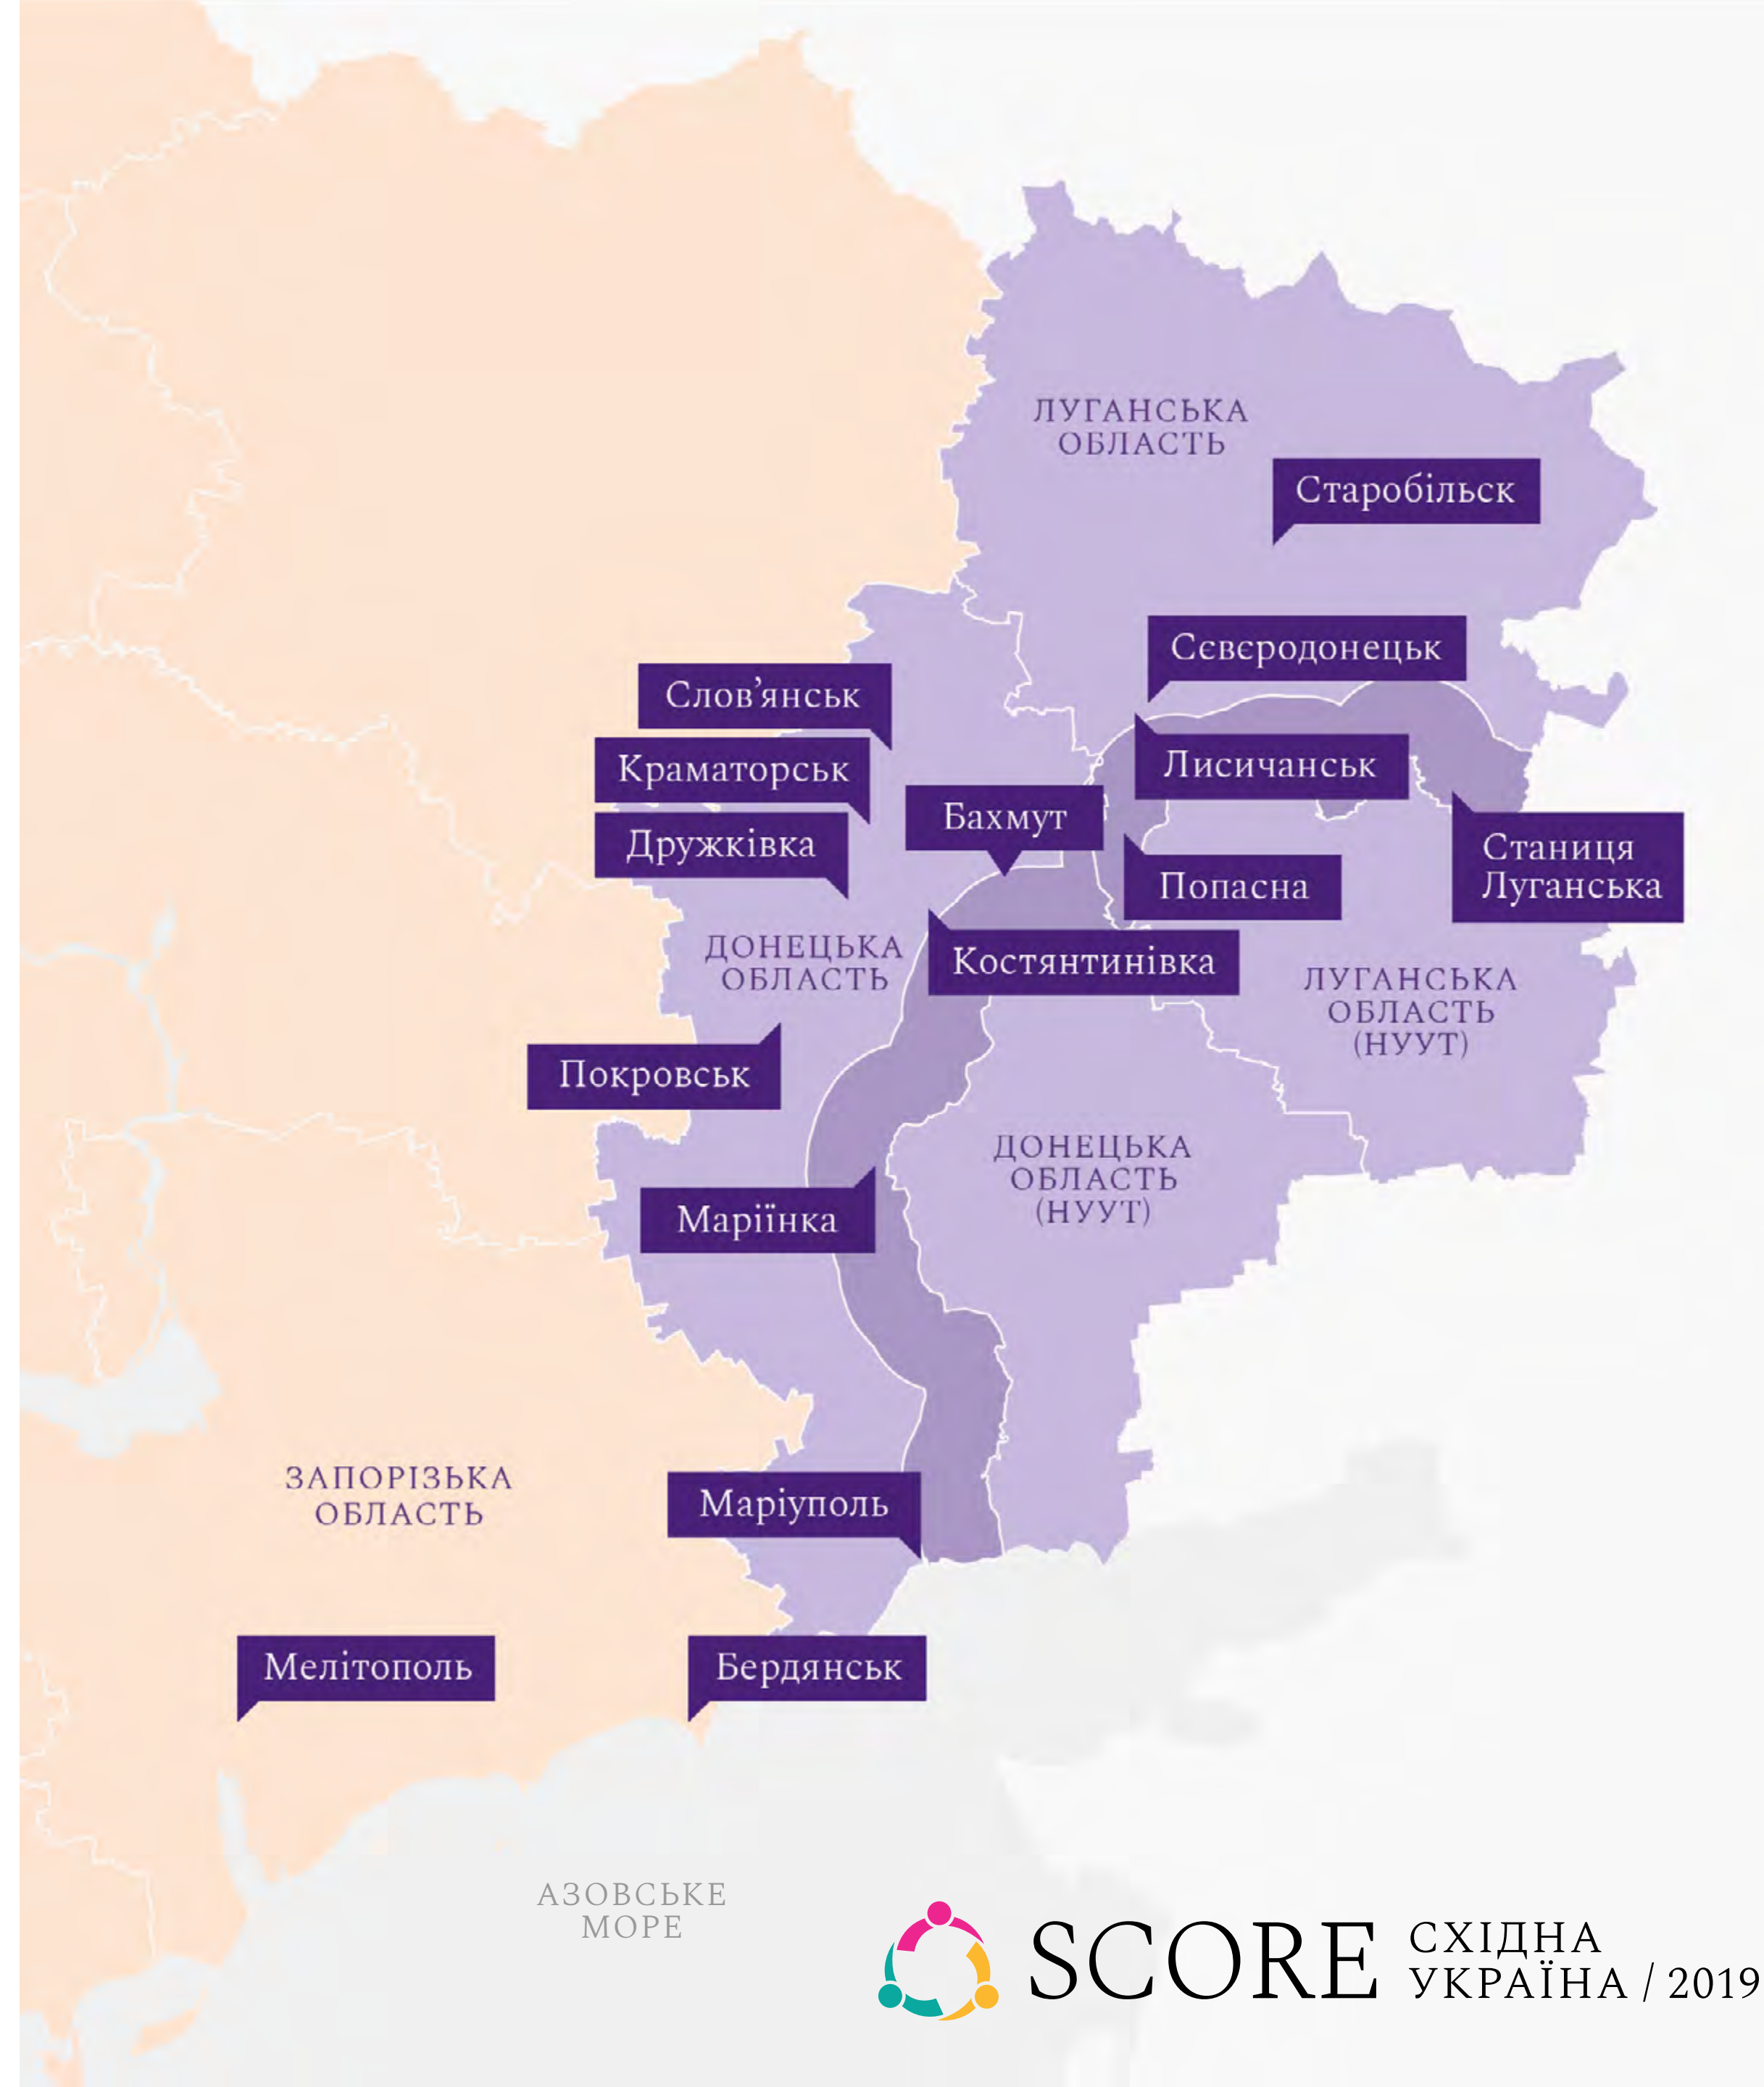 ЛУГАНСЬКА
ОБЛАСТЬ
Старобільск
Сєвєродонецьк
Слов’янськ
Краматорськ
Лисичанськ
Бахмут
Дружківка
Станиця
Луганська
Попасна
ДОНЕЦЬКА
ОБЛАСТЬ
Костянтинівка
ЛУГАНСЬКА
ОБЛАСТЬ
(НУУТ)
Покровськ
ДОНЕЦЬКА
ОБЛАСТЬ
(НУУТ)
Маріїнка
ЗАПОРІЗЬКА
ОБЛАСТЬ
Маріуполь
Мелітополь
Бердянськ
АЗОВСЬКЕ
МОРЕ
SCORE
СХІДНА
УКРАЇНА / 2019